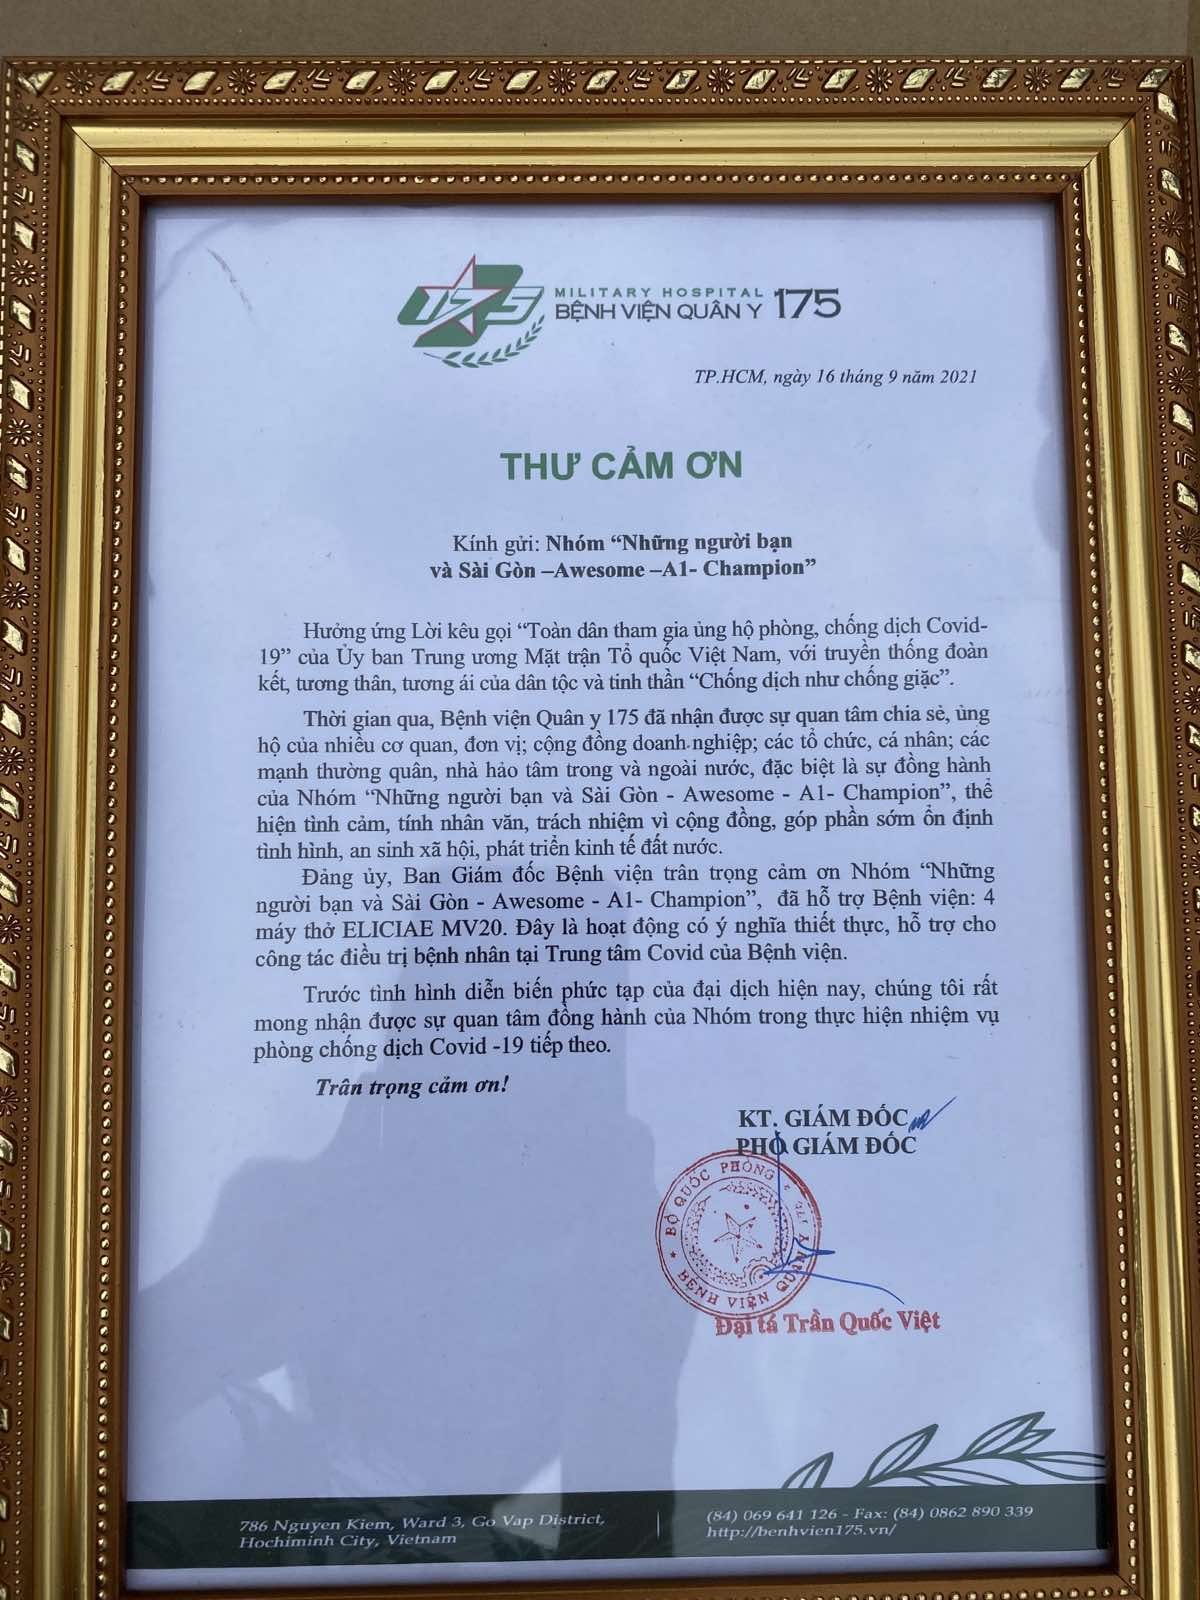 175
MILITARY HOSPITAL
BỆNH VIỆN QUÂN Y 175
TP.HCM, ngày 16 tháng 9 năm 2021
THƯ CẢM ƠN
Kính gửi: Nhóm “Những người bạn
và Sài Gòn –Awesome –A1- Champion”
Hưởng ứng Lời kêu gọi “Toàn dân tham gia ủng hộ phòng, chống dịch Covid-
19” của Ủy ban Trung ương Mặt trận Tổ quốc Việt Nam, với truyền thống đoàn
kết, tương thân, tương ái của dân tộc và tinh thần “Chống dịch như chống giặc”.
Thời gian qua, Bệnh viện Quân y 175 đã nhận được sự quan tâm chia sẻ, ủng
hộ của nhiều cơ quan, đơn vị; cộng đồng doanh nghiệp; các tổ chức, cá nhân; các
mạnh thường quân, nhà hảo tâm trong và ngoài nước, đặc biệt là sự đồng hành
của Nhóm “Những người bạn và Sài Gòn - Awesome - A1- Champion”, thể
hiện tình cảm, tính nhân văn, trách nhiệm vì cộng đồng, góp phần sớm ổn định
tình hình, an sinh xã hội, phát triển kinh tế đất nước.
Đảng ủy, Ban Giám đốc Bệnh viện trân trọng cảm ơn Nhóm “Những
người bạn và Sài Gòn - Awesome - A1- Champion”, đã hỗ trợ Bệnh viện: 4
máy thở ELICIAE MV20. Đây là hoạt động có ý nghĩa thiết thực, hỗ trợ cho
công tác điều trị bệnh nhân tại Trung tâm Covid của Bệnh viện.
Trước tình hình diễn biến phức tạp của đại dịch hiện nay, chúng tôi rất
mong nhận được sự quan tâm đồng hành của Nhóm trong thực hiện nhiệm vụ
phòng chống dịch Covid -19 tiếp theo.
Trân trọng cảm ơn!
KT. GIÁM ĐỐC
PHÓ GIÁM ĐỐC
BỘ QUỐC PHÒNG
BỆNH VIỆN QUÂN Y
Đại tá Trần Quốc Việt
786 Nguyen Kiem, Ward 3, Go Vap District,
Hochiminh City, Vietnam
(84) 069 641 126 - Fax: (84) 0862 890 339
http://benhvien175.vn/